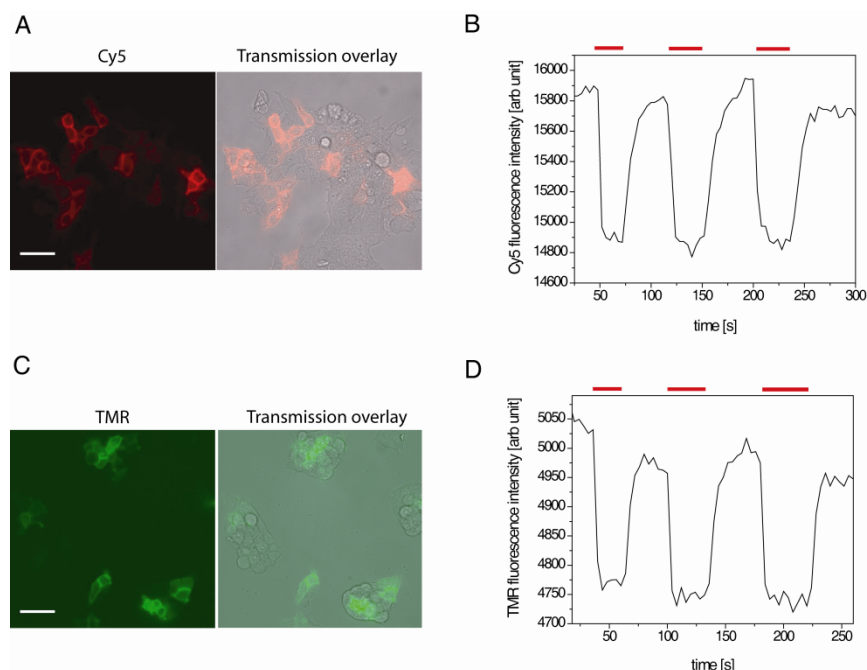 A
Cy5
Transmission overlay
B
Cy5 fluorescence intensity [arb unit]
16000
15800
15600
15400
15200
15000
14800
14600
50
100
150
200
250
300
time [s]
C
TMR
Transmission overlay
D
TMR fluorescence intensity [arb unit]
5050
5000
4950
4900
4850
4800
4750
4700
50
100
150
200
250
time [s]